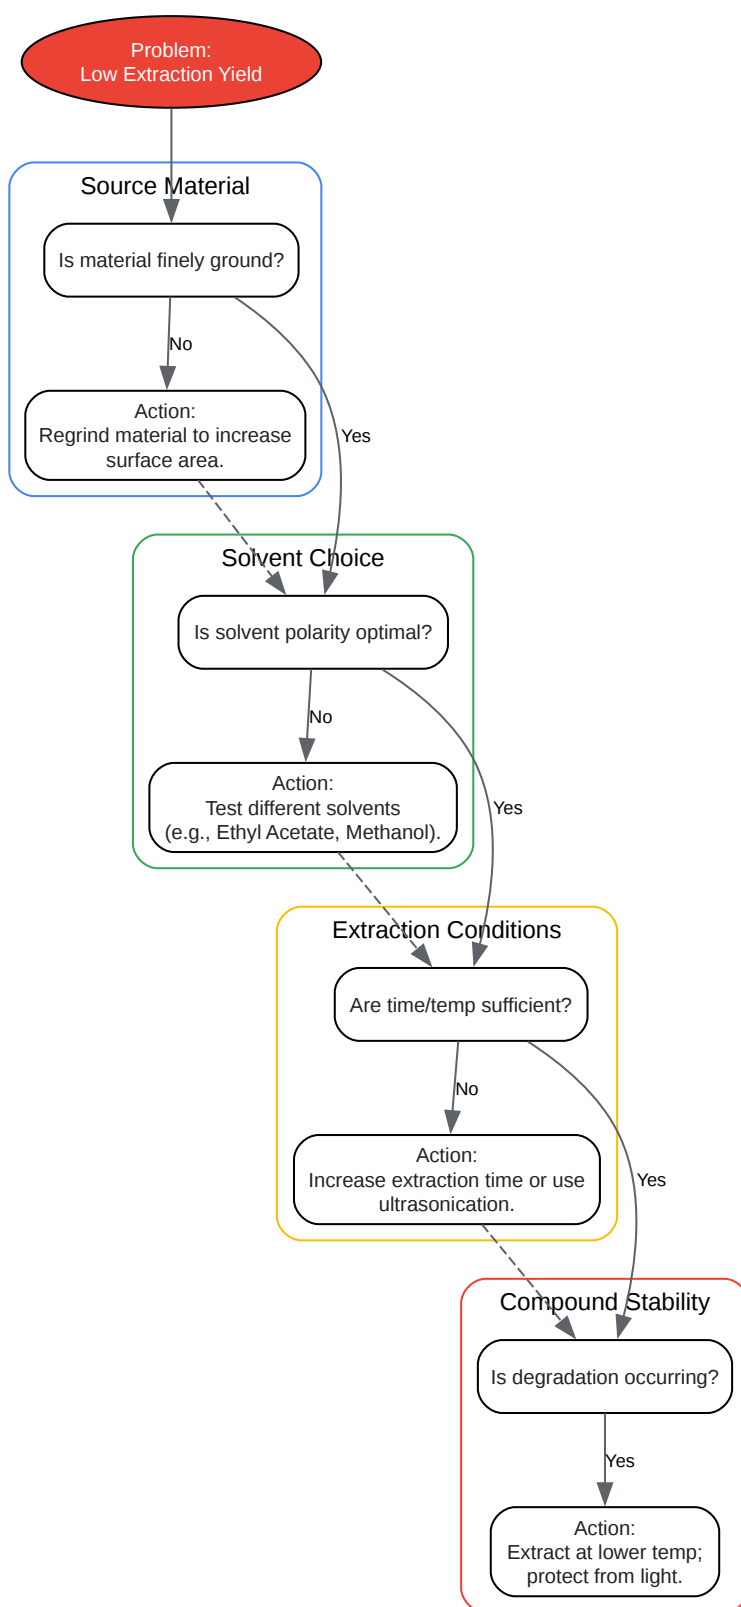 Problem:
Low Extraction Yield
Source Material
Is material finely ground?
No
Action:
Regrind material to increase
surface area.
Yes
Solvent Choice
Is solvent polarity optimal?
No
Action:
Test different solvents
(e.g., Ethyl Acetate, Methanol).
Yes
Extraction Conditions
Are time/temp sufficient?
No
Action:
Increase extraction time or use
ultrasonication.
Yes
Compound Stability
Is degradation occurring?
Yes
Action:
Extract at lower temp;
protect from light.